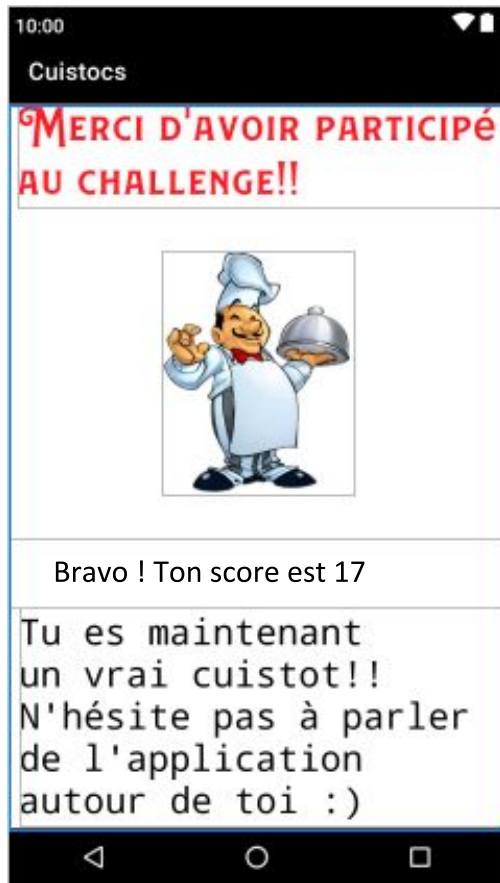 10:00
Cuistocs
Merci d'avoir participé
au challenge!!
Bravo ! Ton score est 17
Tu es maintenant
un vrai cuistot!!
N'hésite pas à parler
de l'application
autour de toi :)